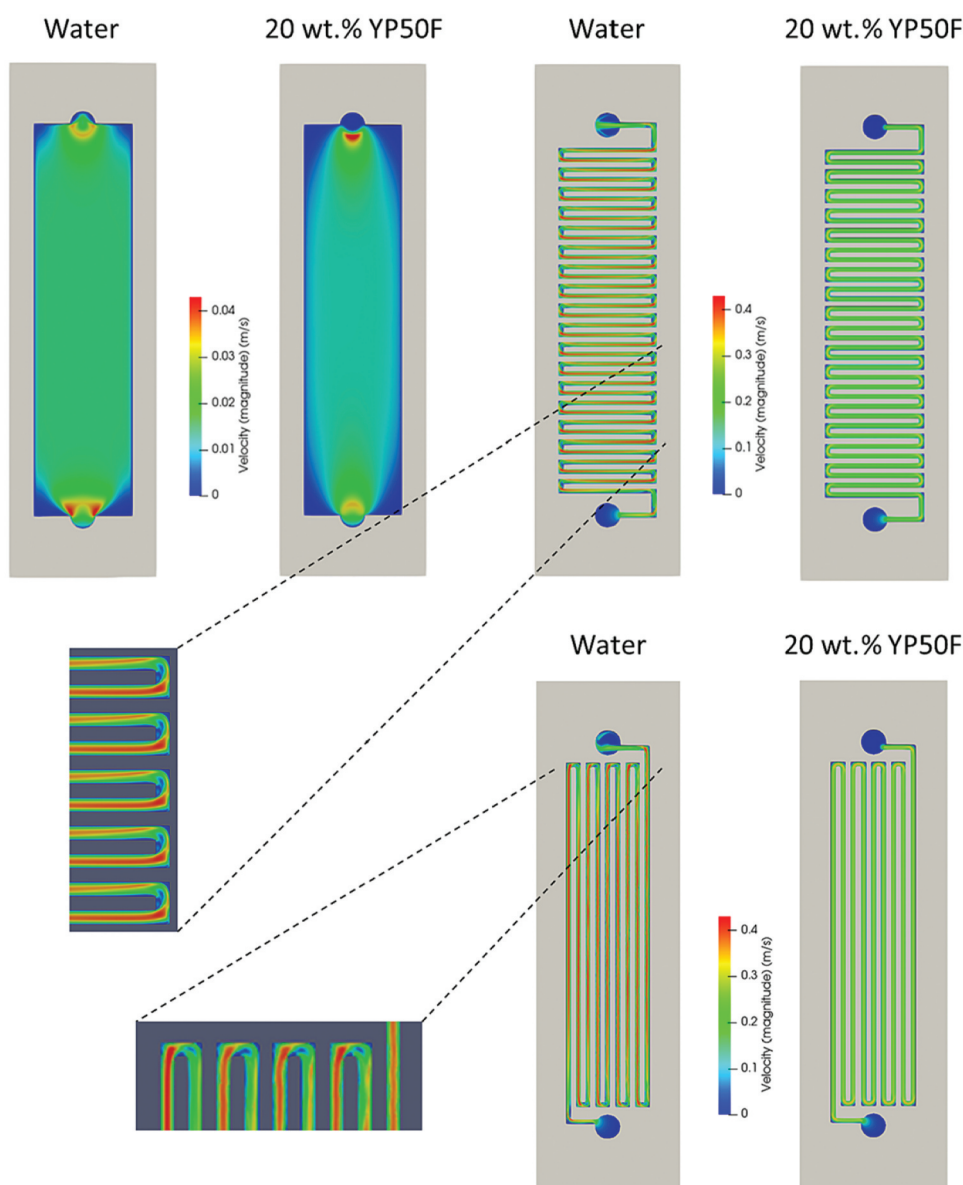 Water
20 wt.% YP50F
Water
20 wt.% YP50F
0.04
0.03
0.02
0.01
0
Velocity (magnitude) (m/s)
0.4
0.3
0.2
0.1
0
Velocity (magnitude) (m/s)
Water
20 wt.% YP50F
0.4
0.3
0.2
0.1
0
Velocity (magnitude) (m/s)